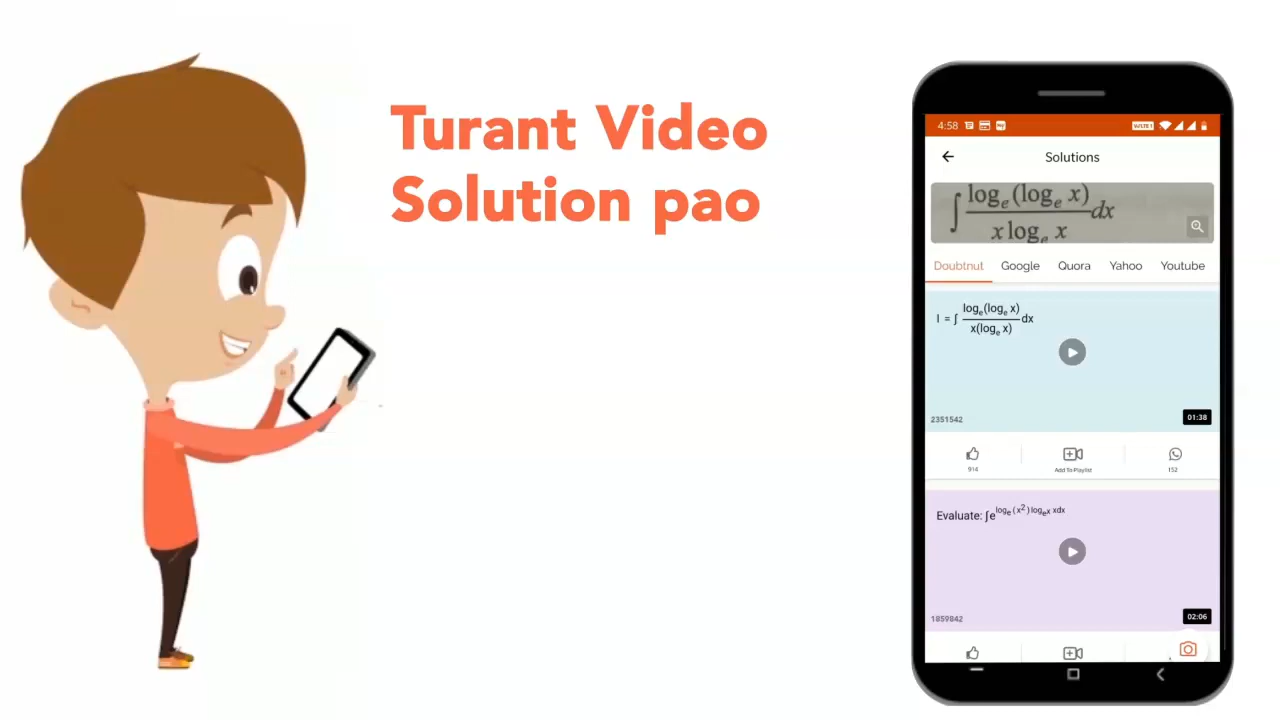 Turant Video
Solution pao
4:58
VoLTE1
Solutions
∫ logₑ(logₑ x) / x logₑ x dx
Doubtnut Google Quora Yahoo Youtube
I = ∫ logₑ(logₑ x) / x(logₑ x) dx
2351542 01:38
914 Add To Playlist 152
Evaluate: ∫e^logₑ(x²)logₑx xdx
1859842 02:06